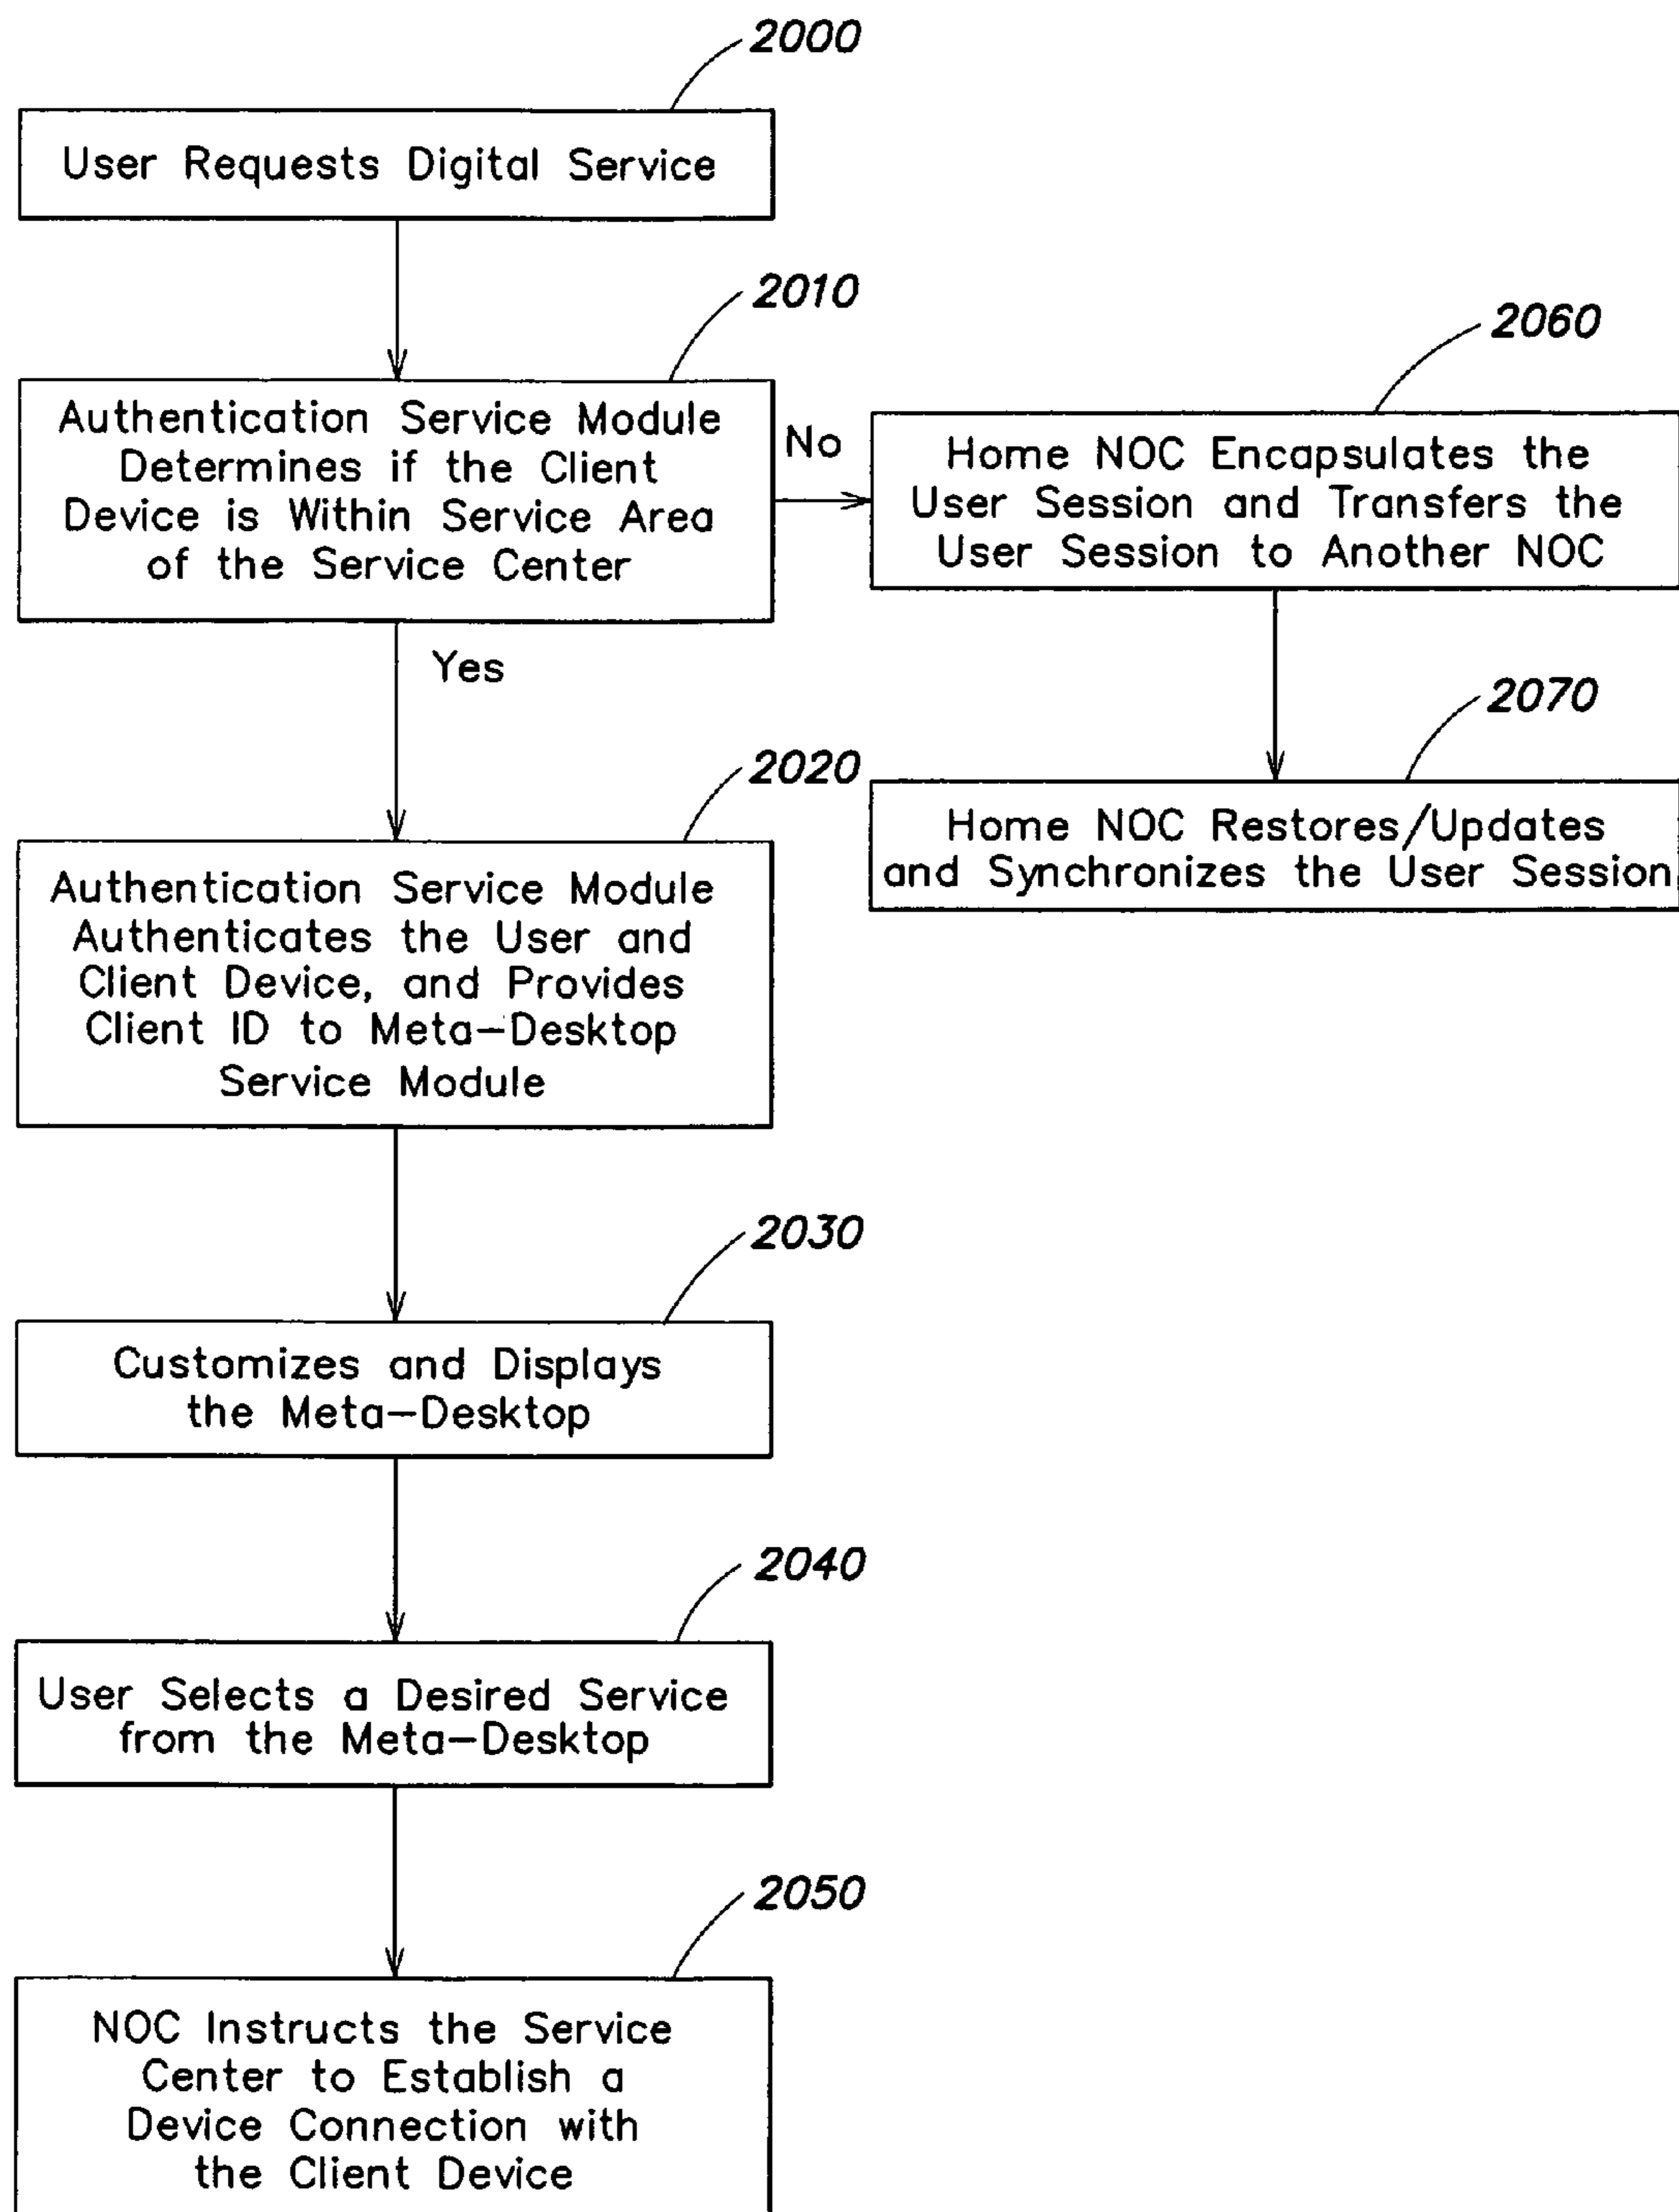 2000
User Requests Digital Service
2010
Authentication Service Module
Determines if the Client
Device is Within Service Area
of the Service Center
No
2060
Home NOC Encapsulates the
User Session and Transfers the
User Session to Another NOC
Yes
2070
Home NOC Restores/Updates
and Synchronizes the User Session
2020
Authentication Service Module
Authenticates the User and
Client Device, and Provides
Client ID to Meta-Desktop
Service Module
2030
Customizes and Displays
the Meta-Desktop
2040
User Selects a Desired Service
from the Meta-Desktop
2050
NOC Instructs the Service
Center to Establish a
Device Connection with
the Client Device